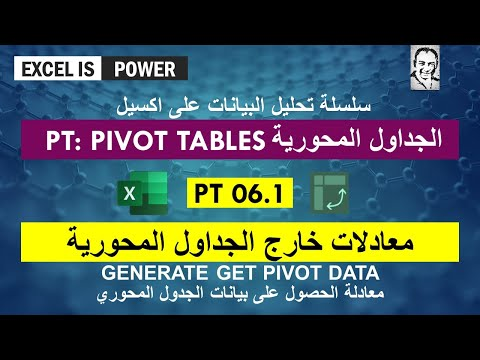 EXCEL IS POWER
سلسلة تحليل البيانات على اكسيل
PT: PIVOT TABLES الجداول المحورية
PT 06.1
معادلات خارج الجداول المحورية
GENERATE GET PIVOT DATA
معادلة الحصول على بيانات الجدول المحوري